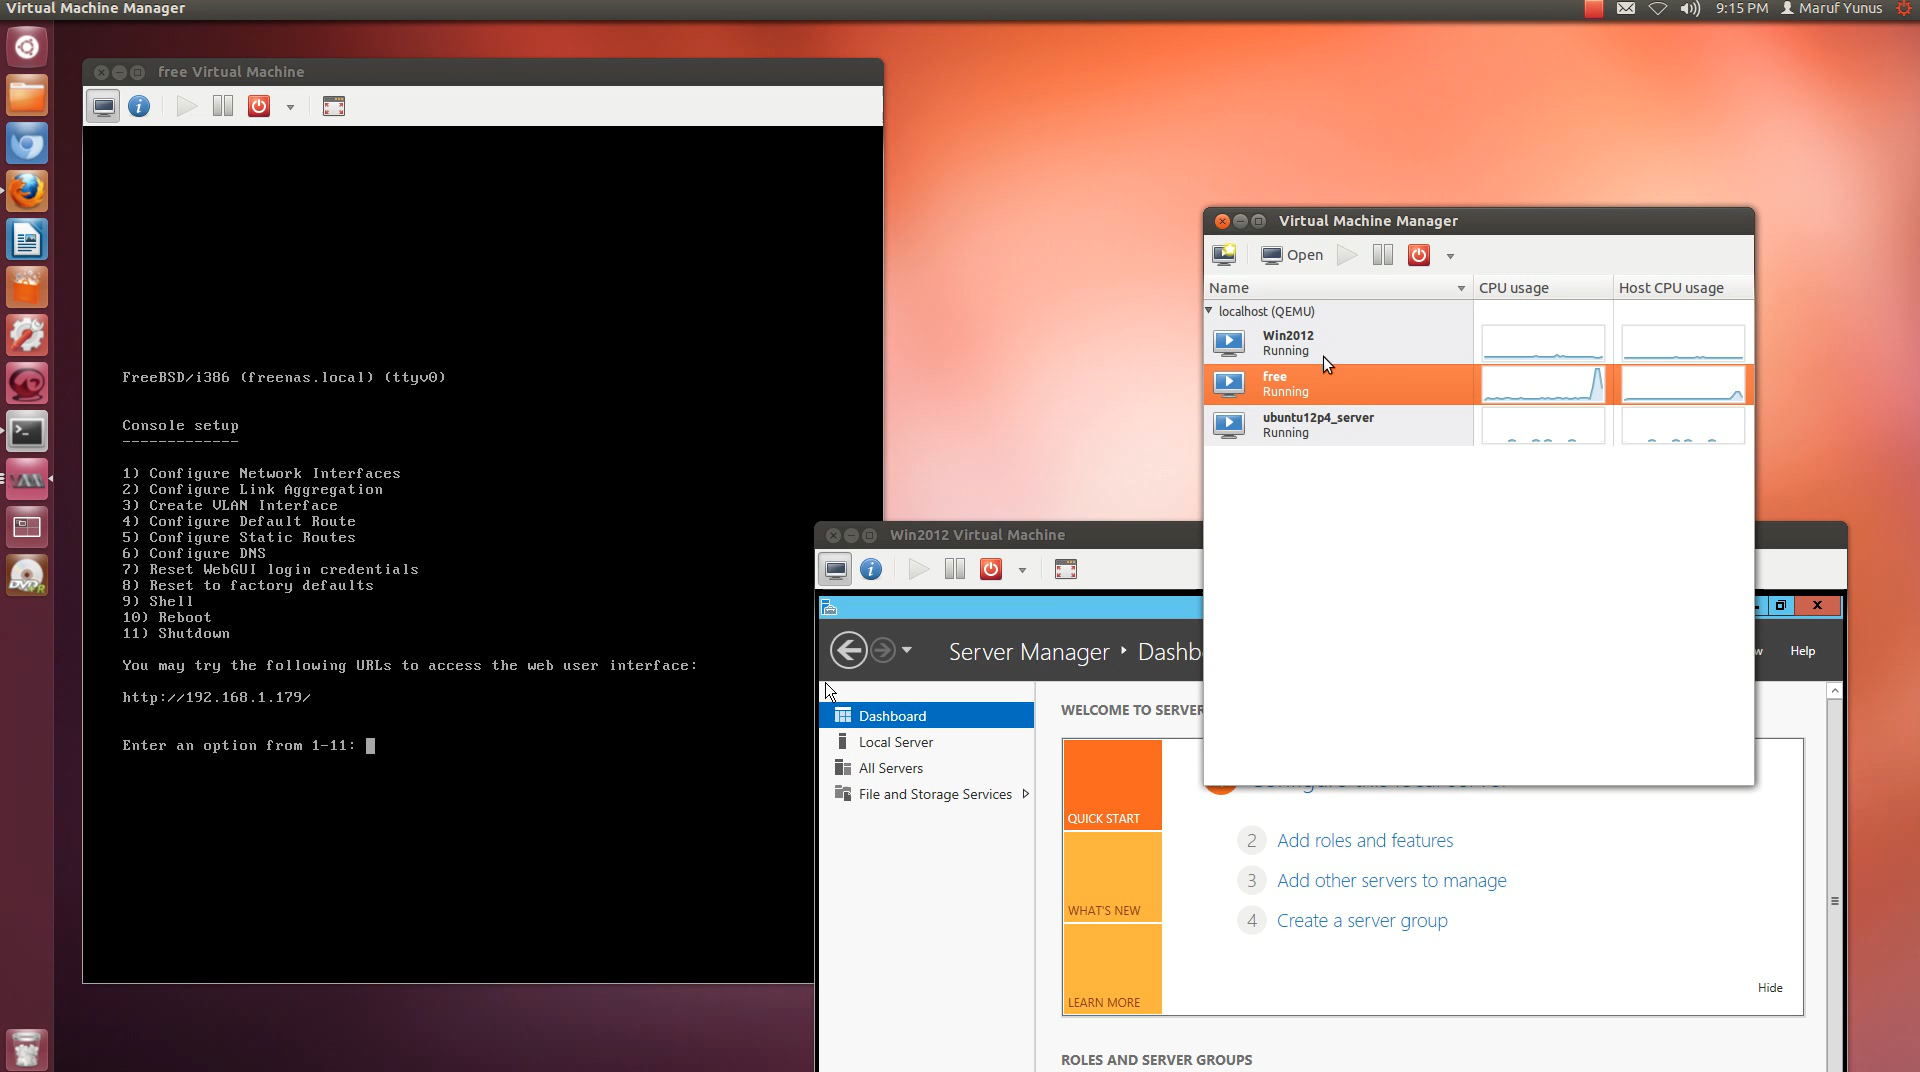 Virtual Machine Manager
9:15 PM
Maruf Yunus
free Virtual Machine
FreeBSD/i386 (freenas.local) (ttyv0)
Console setup
-------------
1) Configure Network Interfaces
2) Configure Link Aggregation
3) Create VLAN Interface
4) Configure Default Route
5) Configure Static Routes
6) Configure DNS
7) Reset WebGUI login credentials
8) Reset to factory defaults
9) Shell
10) Reboot
11) Shutdown
You may try the following URLs to access the web user interface:
http://192.168.1.179/
Enter an option from 1-11:
Virtual Machine Manager
Open
Name
CPU usage
Host CPU usage
localhost (QEMU)
Win2012
Running
free
Running
ubuntu12p4_server
Running
Win2012 Virtual Machine
Server Manager
Dashb
w
Help
Dashboard
Local Server
All Servers
File and Storage Services
WELCOME TO SERVER
QUICK START
WHAT'S NEW
LEARN MORE
2 Add roles and features
3 Add other servers to manage
4 Create a server group
Hide
ROLES AND SERVER GROUPS